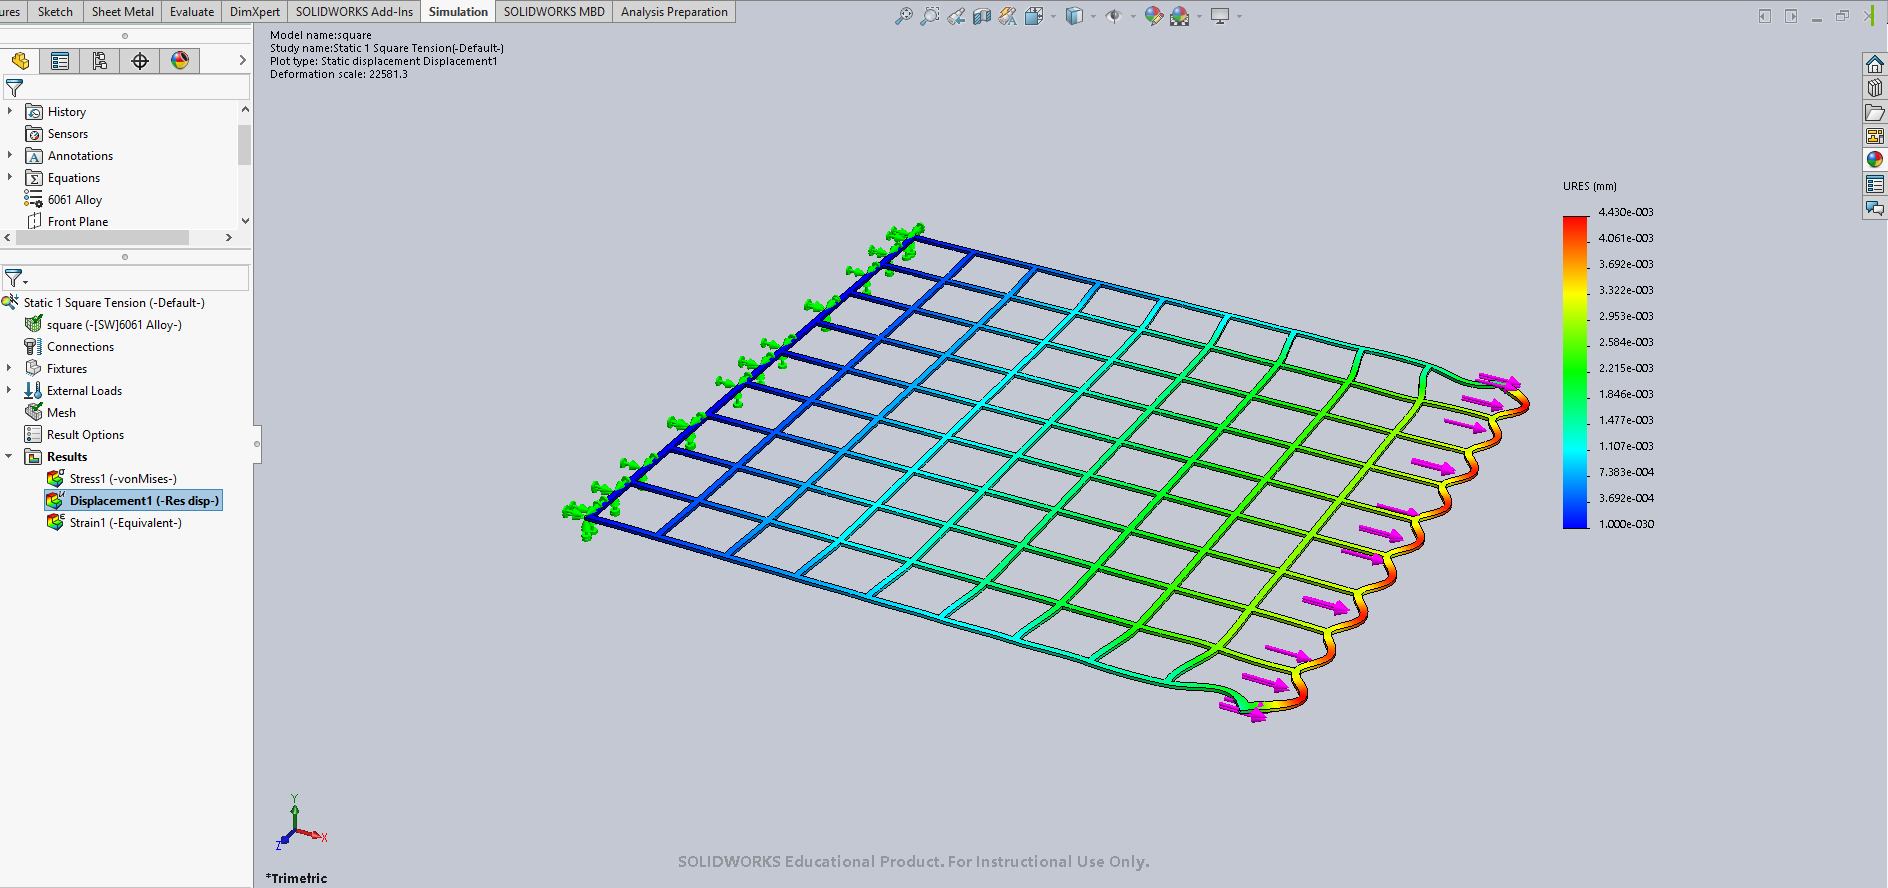 ures Sketch Sheet Metal Evaluate DimXpert SOLIDWORKS Add-Ins Simulation SOLIDWORKS MBD Analysis Preparation
Model name:square
Study name:Static 1 Square Tension(-Default-)
Plot type: Static displacement Displacement1
Deformation scale: 22581.3
History
Sensors
Annotations
Equations
6061 Alloy
Front Plane
Static 1 Square Tension (-Default-)
square (-[SW]6061 Alloy-)
Connections
Fixtures
External Loads
Mesh
Result Options
Results
Stress1 (-vonMises-)
Displacement1 (-Res disp-)
Strain1 (-Equivalent-)
URES (mm)
4.430e-003
4.061e-003
3.692e-003
3.322e-003
2.953e-003
2.584e-003
2.215e-003
1.846e-003
1.477e-003
1.107e-003
7.383e-004
3.692e-004
1.000e-030
Y
X
Z
SOLIDWORKS Educational Product. For Instructional Use Only.
*Trimetric